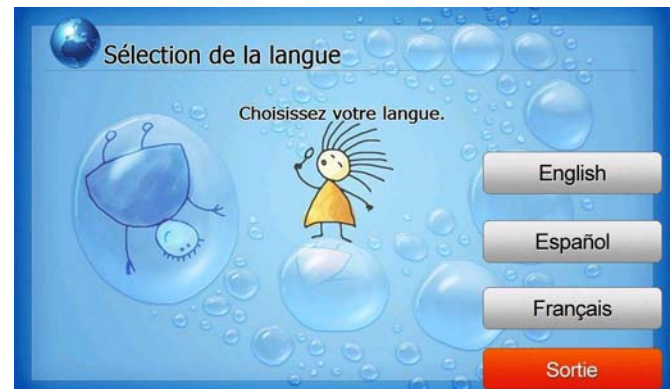 Sélection de la langue
Choisissez votre langue.
English
Español
Français
Sortie